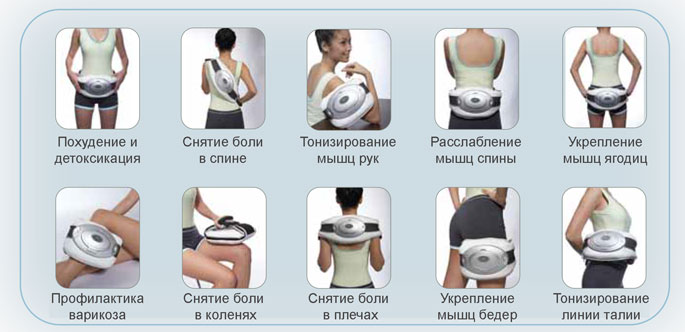 Похудение и
детоксикация
Снятие боли
в спине
Тонизирование
мышц рук
Расслабление
мышц спины
Укрепление
мышц ягодиц
Профилактика
варикоза
Снятие боли
в коленях
Снятие боли
в плечах
Укрепление
мышц бедер
Тонизирование
линии талии